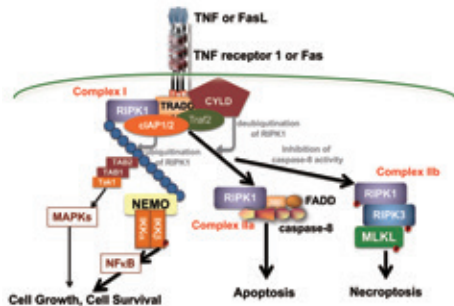 TNF or FasL
TNF receptor 1 or Fas
Complex I
RIPK1
TRADD
CYLD
cIAP1/2
Traf2
deubiquitination
of RIPK1
ubiquitination
of RIPK1
Inhibition of
caspase-8 activity
TAB2
TAB1
Tak1
NEMO
MAPKs
NFκB
Cell Growth, Cell Survival
RIPK1
FADD
Complex IIa
caspase-8
Apoptosis
Complex IIb
RIPK1
RIPK3
MLKL
Necroptosis